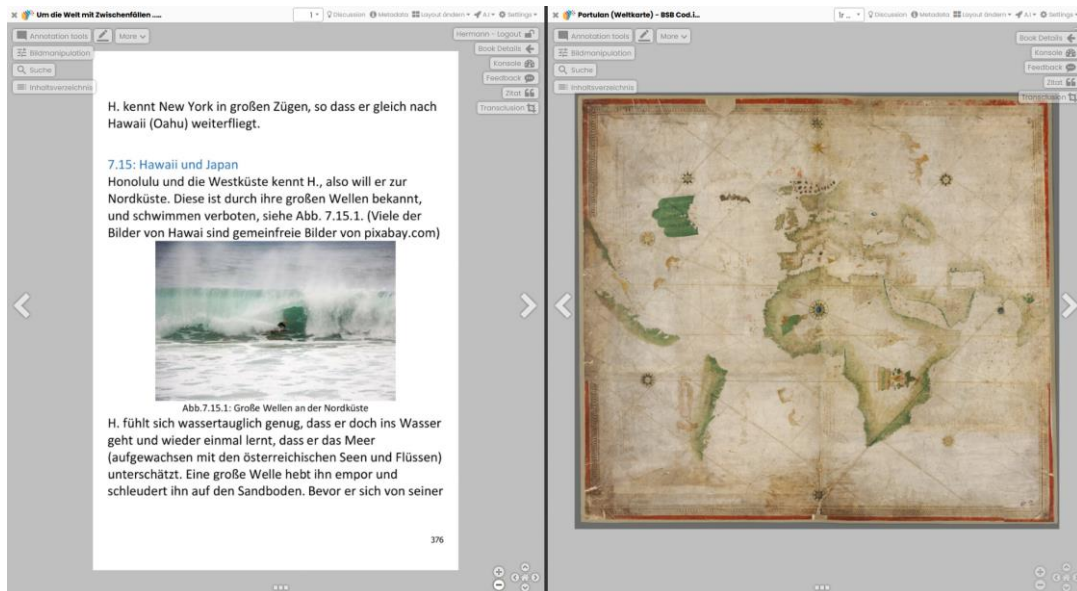 Um die Welt mit Zwischenfällen ....
1
Discussion Metadata Layout ändern A.I Settings
Annotation tools
More
Bildmanipulation
Suche
Inhaltsverzeichnis
Hermann - Logout
Book Details
Konsole
Feedback
Zitat
Transclusion
H. kennt New York in großen Zügen, so dass er gleich nach
Hawaii (Oahu) weiterfliegt.
7.15: Hawaii und Japan
Honolulu und die Westküste kennt H., also will er zur
Nordküste. Diese ist durch ihre großen Wellen bekannt,
und schwimmen verboten, siehe Abb. 7.15.1. (Viele der
Bilder von Hawai sind gemeinfreie Bilder von pixabay.com)
Abb.7.15.1: Große Wellen an der Nordküste
H. fühlt sich wassertauglich genug, dass er doch ins Wasser
geht und wieder einmal lernt, dass er das Meer
(aufgewachsen mit den österreichischen Seen und Flüssen)
unterschätzt. Eine große Welle hebt ihn empor und
schleudert ihn auf den Sandboden. Bevor er sich von seiner
376
Portulan (Weltkarte) - BSB Cod.i...
1r ...
Discussion Metadata Layout ändern A.I Settings
Annotation tools
More
Bildmanipulation
Suche
Inhaltsverzeichnis
Book Details
Konsole
Feedback
Zitat
Transclusion